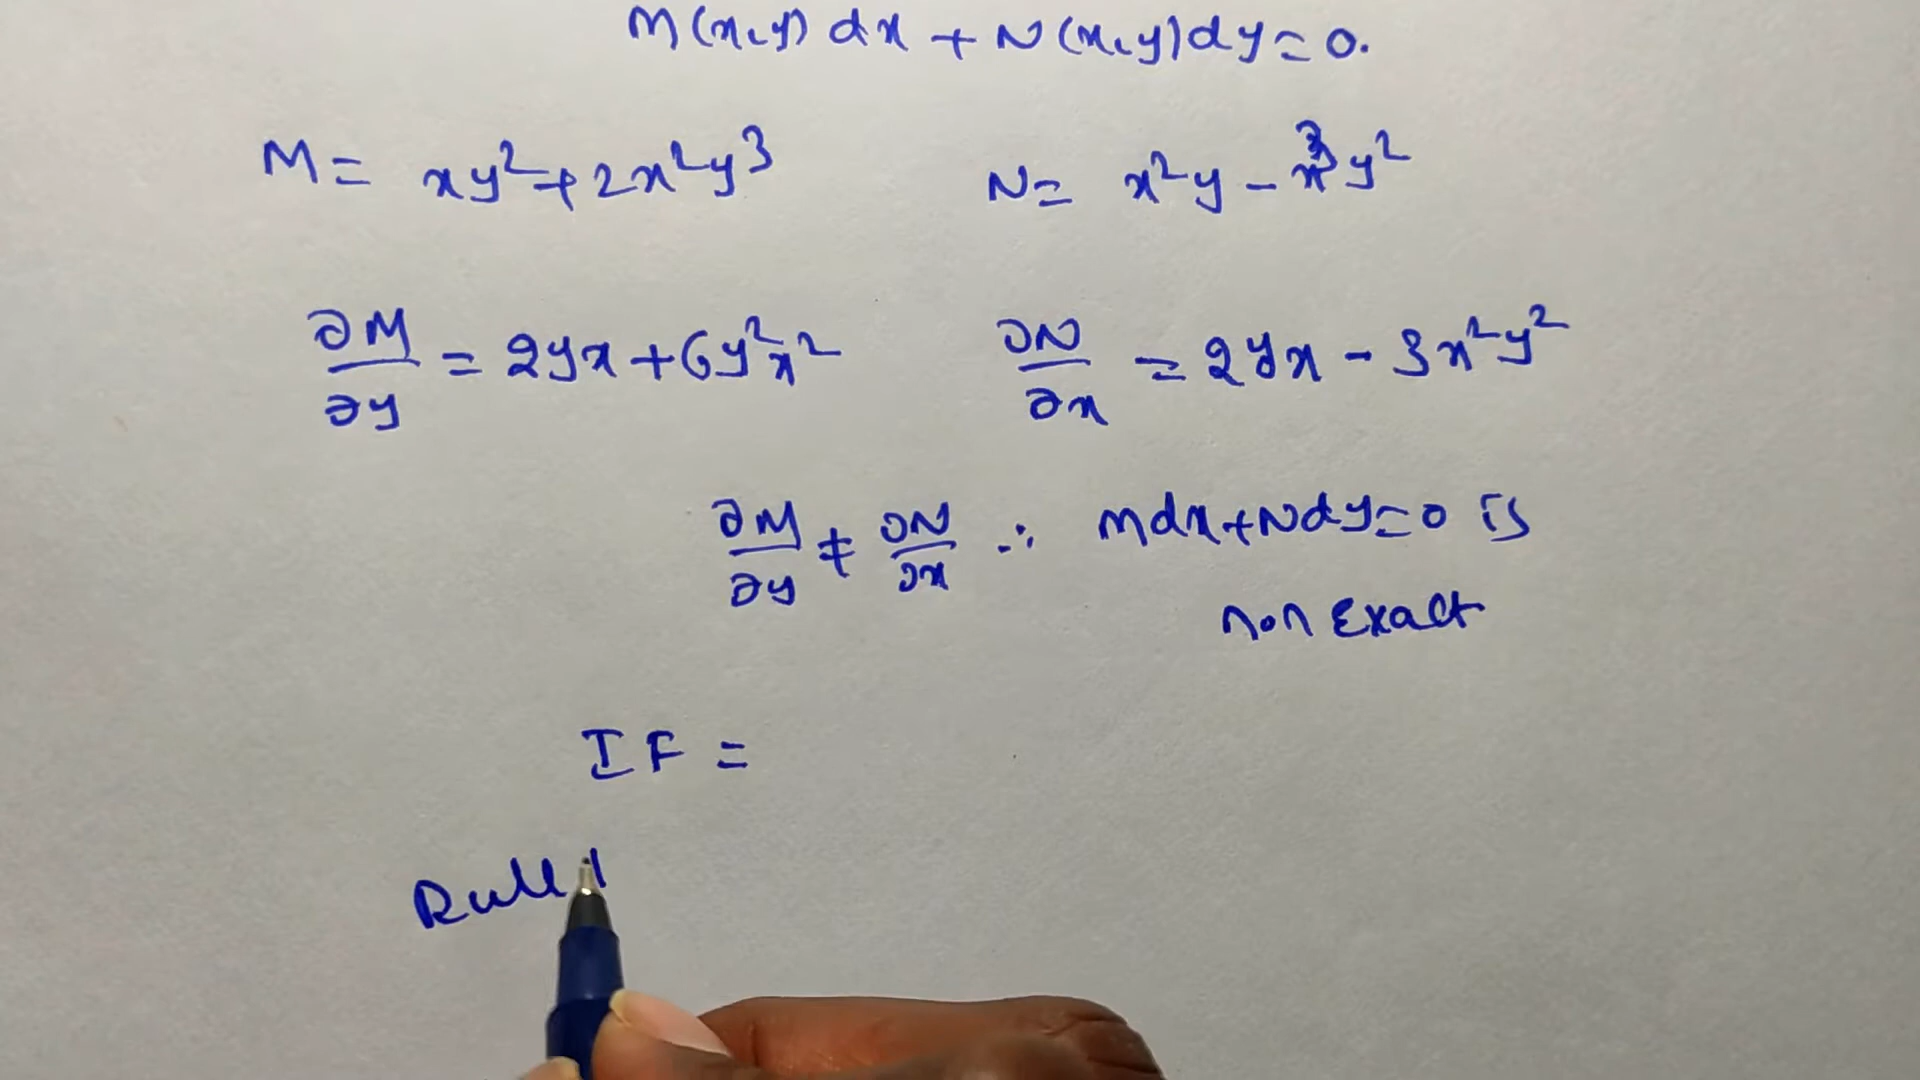 M(x,y) dx + N(x,y) dy = 0.
M = xy² + 2x²y³ N = x²y - x³y²
∂M/∂y = 2yx + 6y²x² ∂N/∂x = 2yx - 3x²y²
∂M/∂y ≠ ∂N/∂x ∴ Mdx + Ndy = 0 is
non Exact
IF =
Rule 1